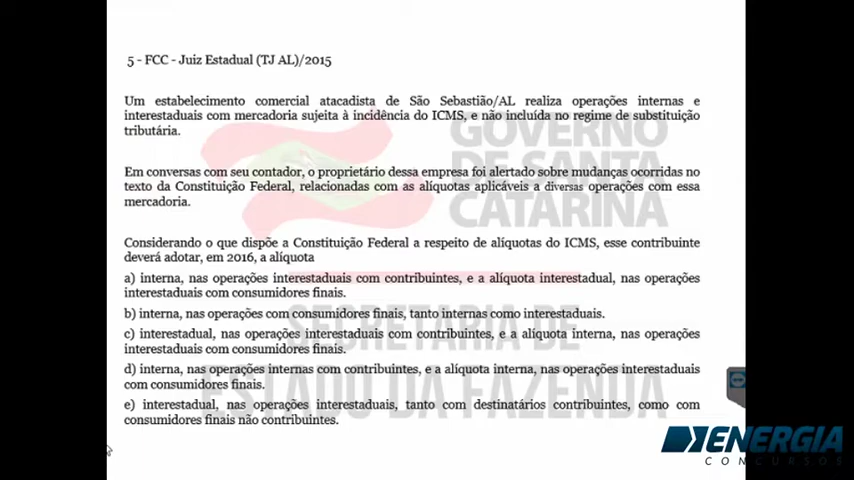 5 - FCC - Juiz Estadual (TJ AL)/2015
Um estabelecimento comercial atacadista de São Sebastião/AL realiza operações internas e
interestaduais com mercadoria sujeita à incidência do ICMS, e não incluída no regime de substituição
tributária.
Em conversas com seu contador, o proprietário dessa empresa foi alertado sobre mudanças ocorridas no
texto da Constituição Federal, relacionadas com as alíquotas aplicáveis a diversas operações com essa
mercadoria.
Considerando o que dispõe a Constituição Federal a respeito de alíquotas do ICMS, esse contribuinte
deverá adotar, em 2016, a alíquota
a) interna, nas operações interestaduais com contribuintes, e a alíquota interestadual, nas operações
interestaduais com consumidores finais.
b) interna, nas operações com consumidores finais, tanto internas como interestaduais.
c) interestadual, nas operações interestaduais com contribuintes, e a alíquota interna, nas operações
interestaduais com consumidores finais.
d) interna, nas operações internas com contribuintes, e a alíquota interna, nas operações interestaduais
com consumidores finais.
e) interestadual, nas operações interestaduais, tanto com destinatários contribuintes, como com
consumidores finais não contribuintes.
GOVERNO
DE SANTA
CATARINA
SECRETARIA DE
ESTADO DA FAZENDA
ENERGIA
CONCURSOS